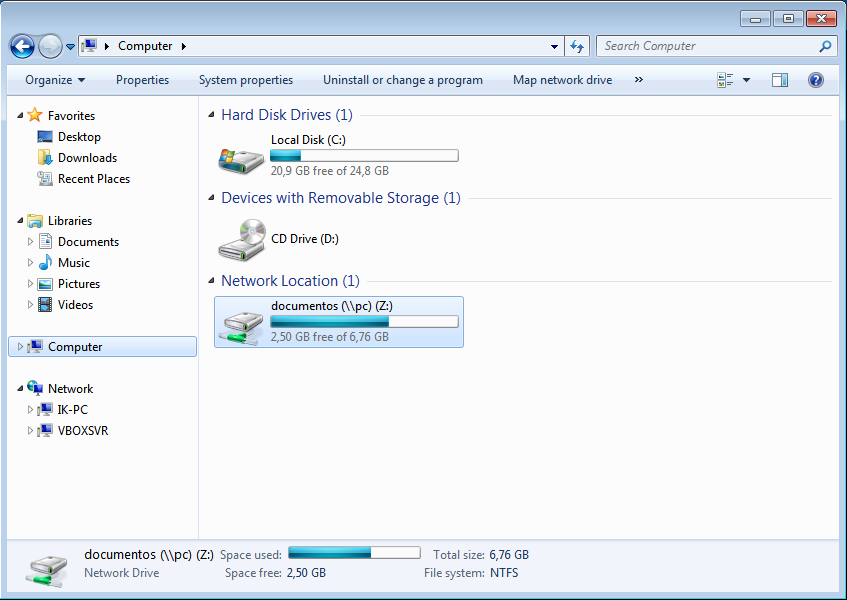 Computer
Search Computer
Organize Properties System properties Uninstall or change a program Map network drive »
Favorites
Desktop
Downloads
Recent Places
Libraries
Documents
Music
Pictures
Videos
Computer
Network
IK-PC
VBOXSVR
Hard Disk Drives (1)
Local Disk (C:)
20,9 GB free of 24,8 GB
Devices with Removable Storage (1)
CD Drive (D:)
Network Location (1)
documentos (\\pc) (Z:)
2,50 GB free of 6,76 GB
documentos (\\pc) (Z:) Space used: Total size: 6,76 GB
Network Drive Space free: 2,50 GB File system: NTFS